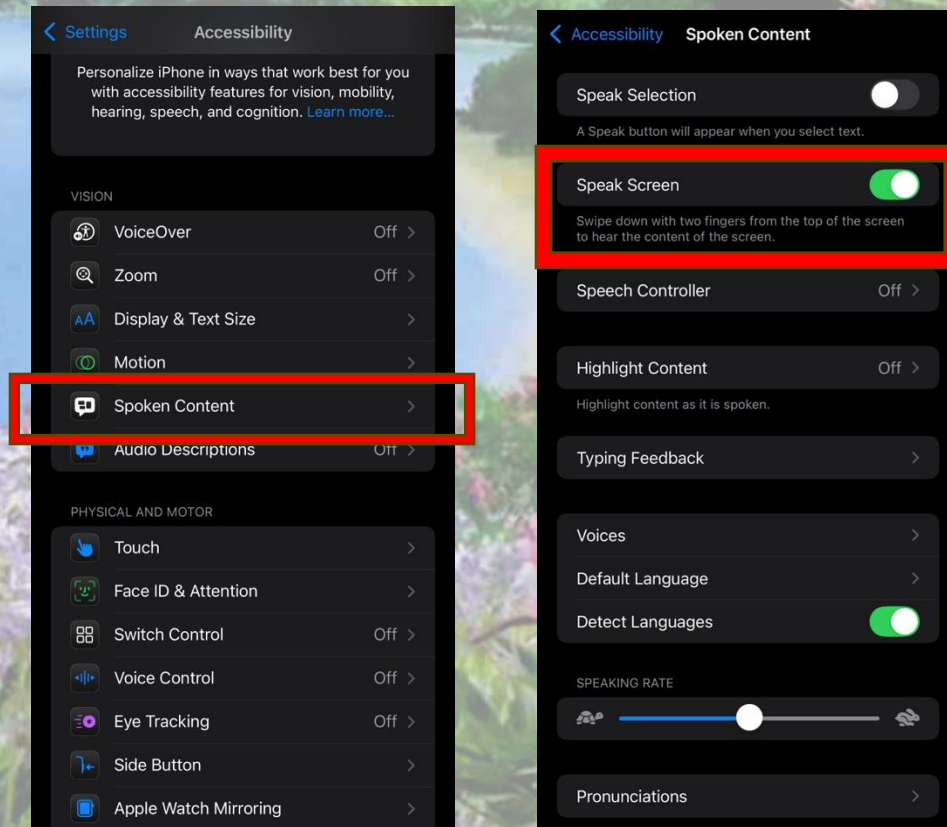 Settings
Accessibility
Personalize iPhone in ways that work best for you
with accessibility features for vision, mobility,
hearing, speech, and cognition. Learn more...
VISION
VoiceOver Off
Zoom Off
AA Display & Text Size
Motion
Spoken Content
Audio Descriptions Off
PHYSICAL AND MOTOR
Touch
Face ID & Attention
Switch Control Off
Voice Control Off
Eye Tracking Off
Side Button
Apple Watch Mirroring
Accessibility
Spoken Content
Speak Selection
A Speak button will appear when you select text.
Speak Screen
Swipe down with two fingers from the top of the screen
to hear the content of the screen.
Speech Controller Off
Highlight Content Off
Highlight content as it is spoken.
Typing Feedback
Voices
Default Language
Detect Languages
SPEAKING RATE
Pronunciations